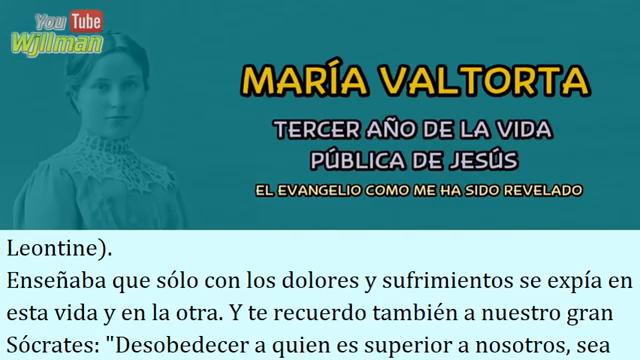 You Tube
Wjllman
MARÍA VALTORTA
TERCER AÑO DE LA VIDA
PÚBLICA DE JESÚS
EL EVANGELIO COMO ME HA SIDO REVELADO
Leontine).
Enseñaba que sólo con los dolores y sufrimientos se expía en
esta vida y en la otra. Y te recuerdo también a nuestro gran
Sócrates: "Desobedecer a quien es superior a nosotros, sea